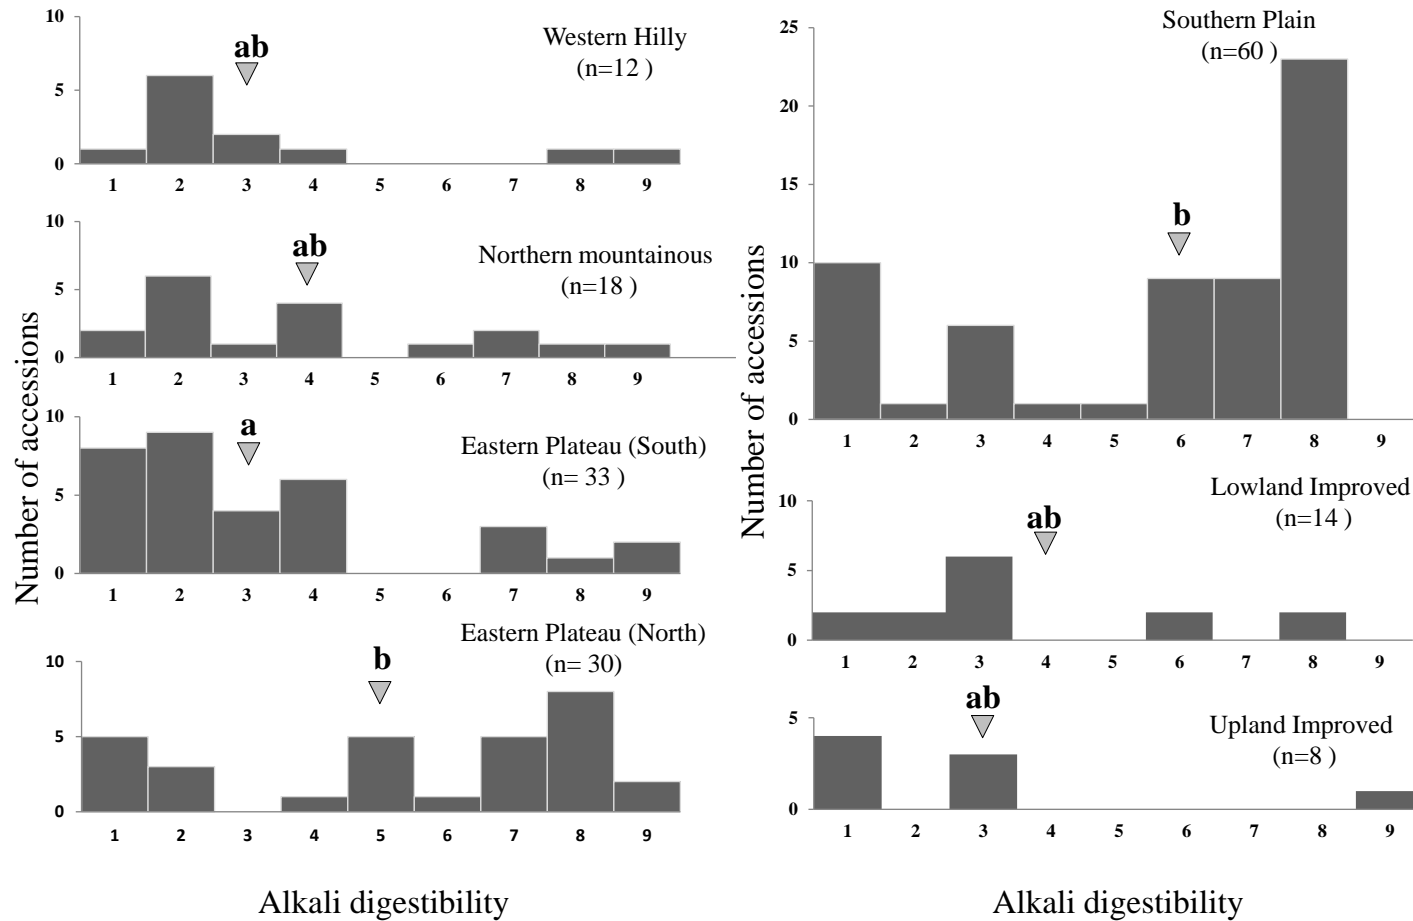 Number of accessions
10
5
0
ab
Western Hilly
(n=12 )
1 2 3 4 5 6 7 8 9
10
5
0
ab
Northern mountainous
(n=18 )
1 2 3 4 5 6 7 8 9
10
5
0
a
Eastern Plateau (South)
(n= 33 )
1 2 3 4 5 6 7 8 9
10
5
0
b
Eastern Plateau (North)
(n= 30)
1 2 3 4 5 6 7 8 9
Alkali digestibility
Number of accessions
25
20
15
10
5
0
Southern Plain
(n=60 )
b
1 2 3 4 5 6 7 8 9
10
5
0
ab
Lowland Improved
(n=14 )
1 2 3 4 5 6 7 8 9
5
0
ab
Upland Improved
(n=8 )
1 2 3 4 5 6 7 8 9
Alkali digestibility